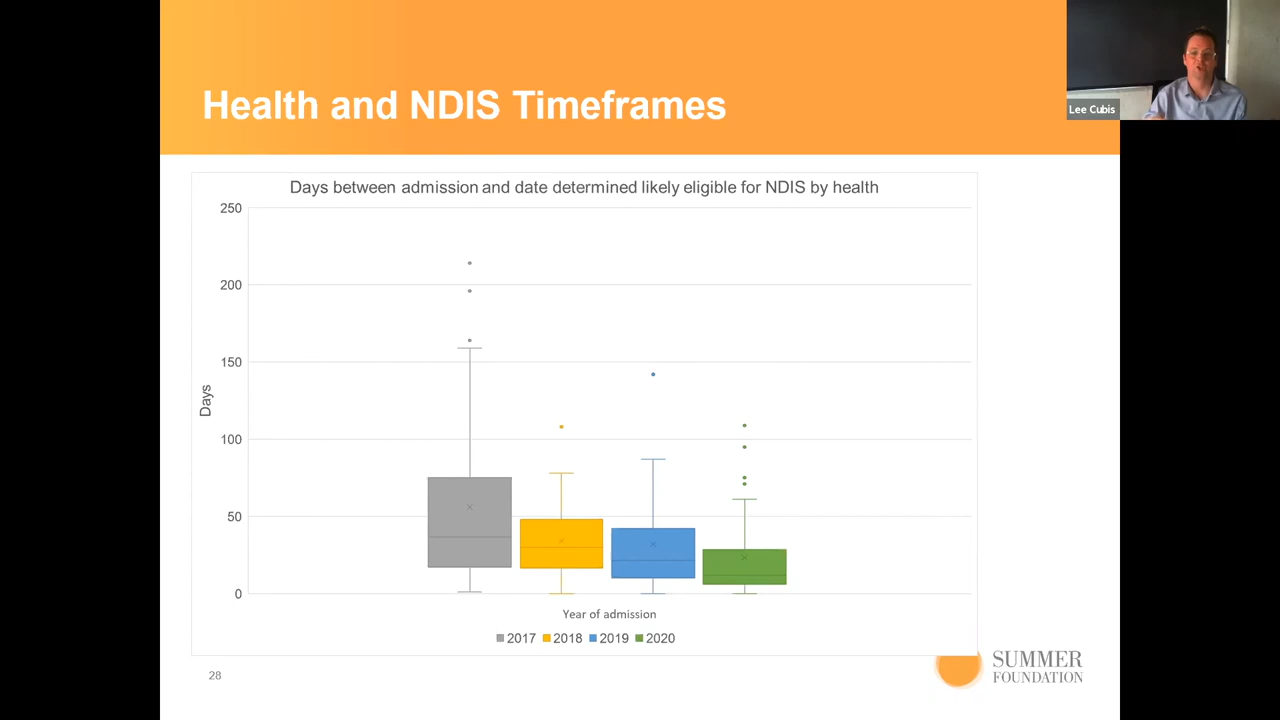 Health and NDIS Timeframes
Lee Cubis
Days between admission and date determined likely eligible for NDIS by health
250
200
150
100
50
0
Days
Year of admission
2017 2018 2019 2020
28
SUMMER
FOUNDATION